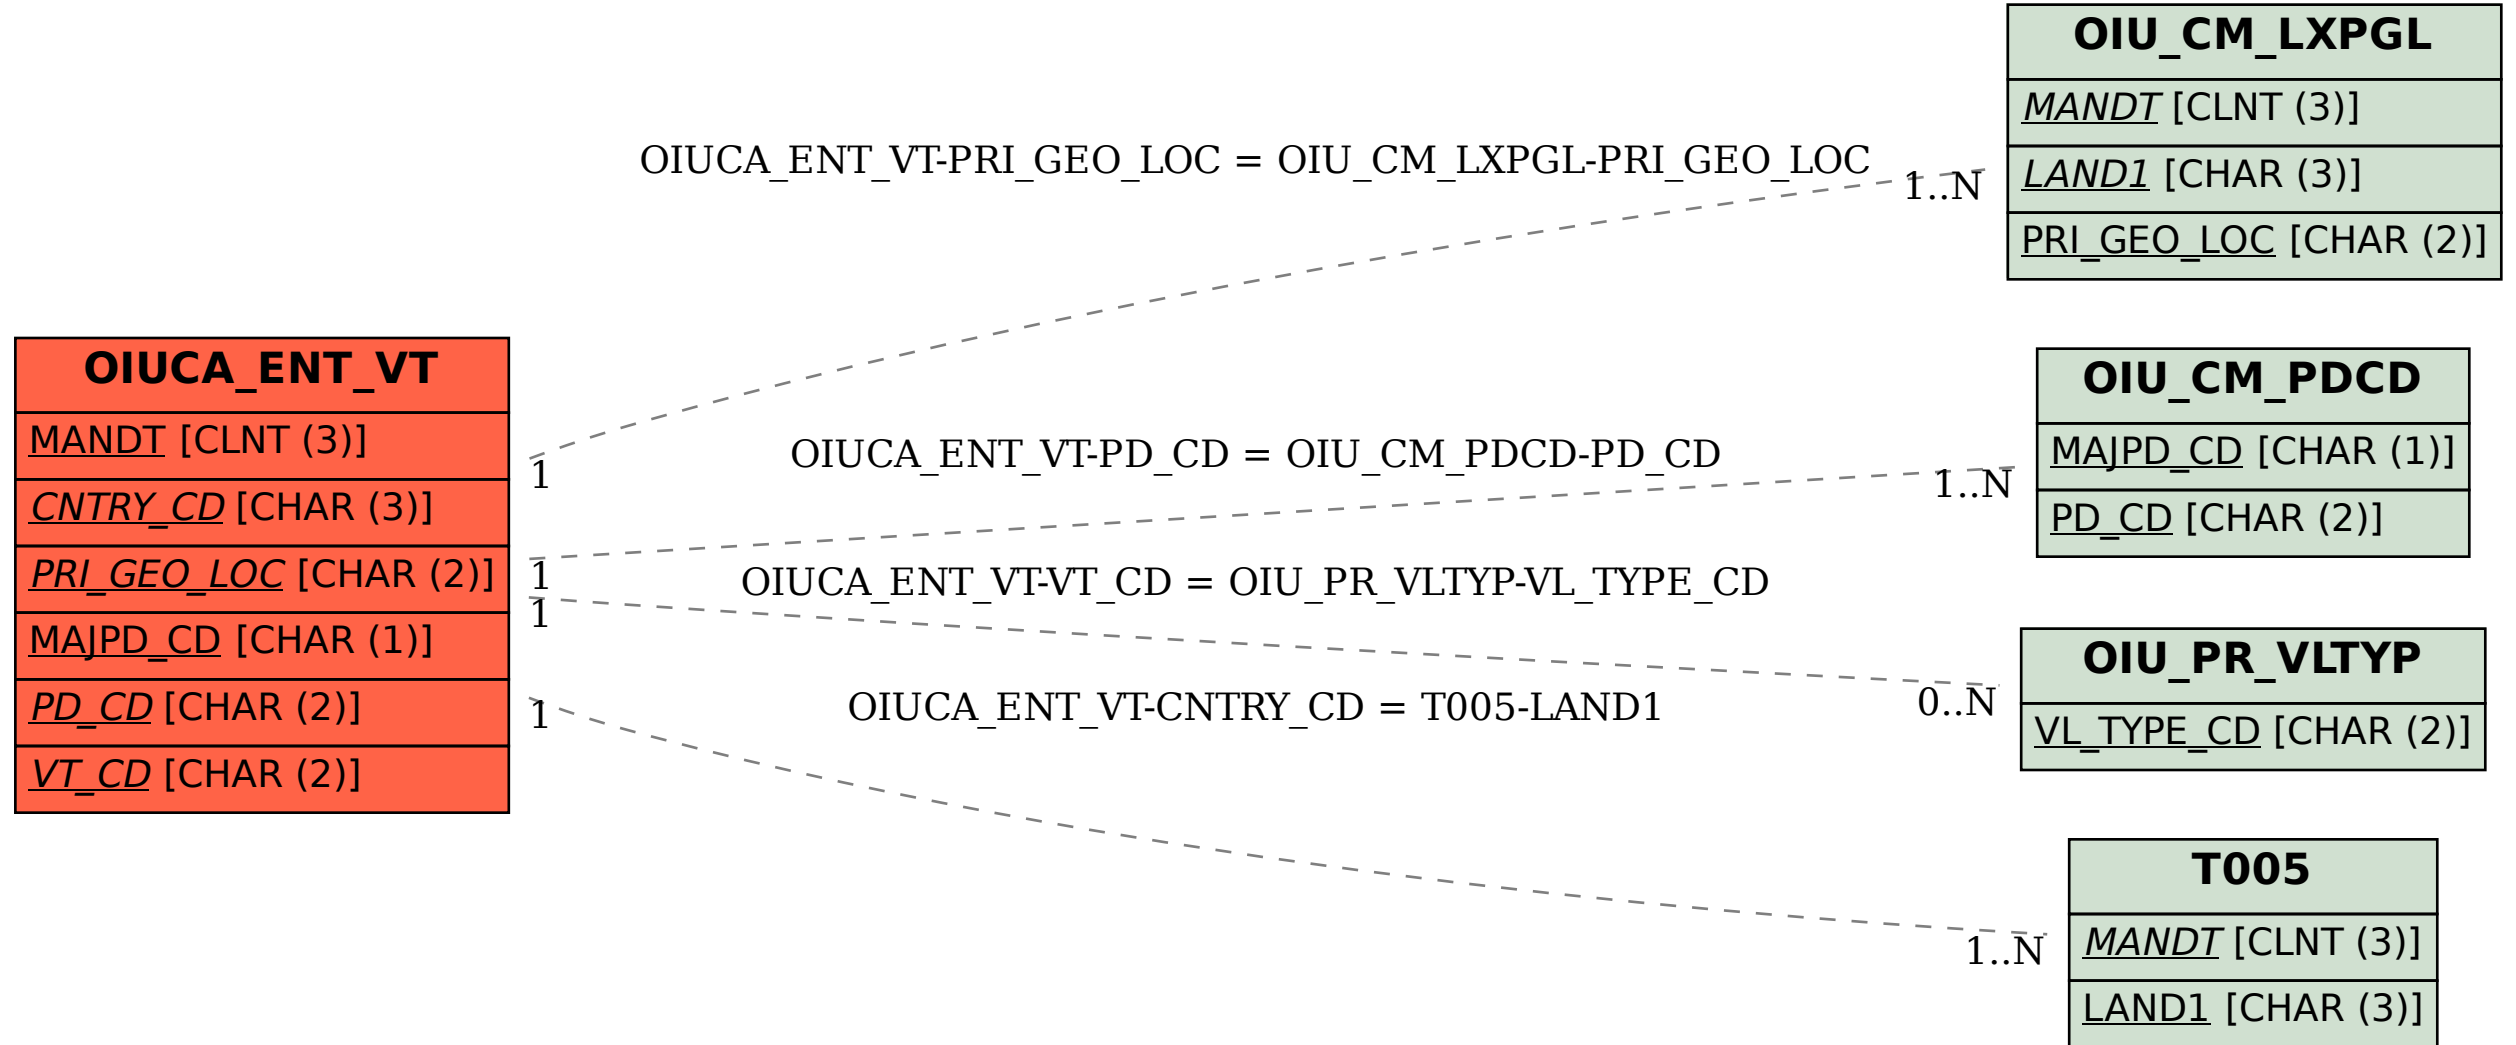 OIU_CM_LXPGL
MANDT [CLNT (3)]
LAND1 [CHAR (3)]
PRI_GEO_LOC [CHAR (2)]
OIUCA_ENT_VT-PRI_GEO_LOC = OIU_CM_LXPGL-PRI_GEO_LOC
1..N
OIUCA_ENT_VT
MANDT [CLNT (3)]
CNTRY_CD [CHAR (3)]
PRI_GEO_LOC [CHAR (2)]
MAJPD_CD [CHAR (1)]
PD_CD [CHAR (2)]
VT_CD [CHAR (2)]
1
1
1
1
OIUCA_ENT_VT-PD_CD = OIU_CM_PDCD-PD_CD
1..N
OIU_CM_PDCD
MAJPD_CD [CHAR (1)]
PD_CD [CHAR (2)]
OIUCA_ENT_VT-VT_CD = OIU_PR_VLTYP-VL_TYPE_CD
0..N
OIU_PR_VLTYP
VL_TYPE_CD [CHAR (2)]
OIUCA_ENT_VT-CNTRY_CD = T005-LAND1
1..N
T005
MANDT [CLNT (3)]
LAND1 [CHAR (3)]